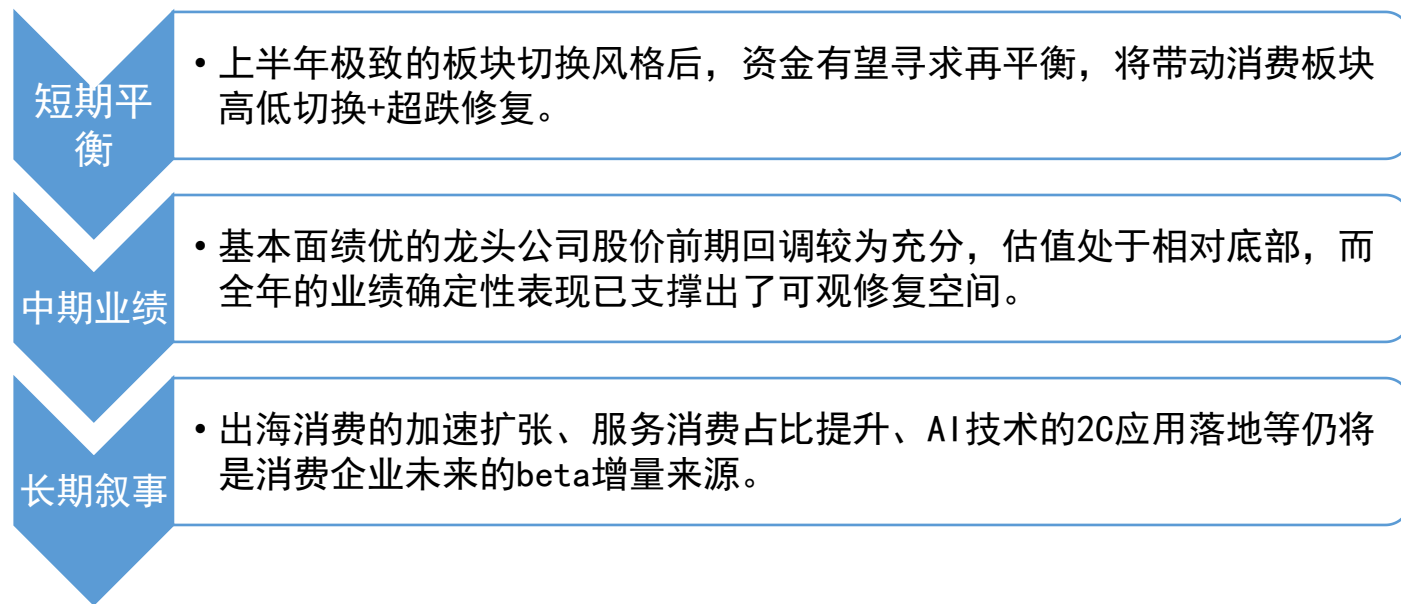 短期平
衡
•上半年极致的板块切换风格后，资金有望寻求再平衡，将带动消费板块
高低切换+超跌修复。
中期业绩
•基本面绩优的龙头公司股价前期回调较为充分，估值处于相对底部，而
全年的业绩确定性表现已支撑出了可观修复空间。
长期叙事
•出海消费的加速扩张、服务消费占比提升、AI技术的2C应用落地等仍将
是消费企业未来的beta增量来源。